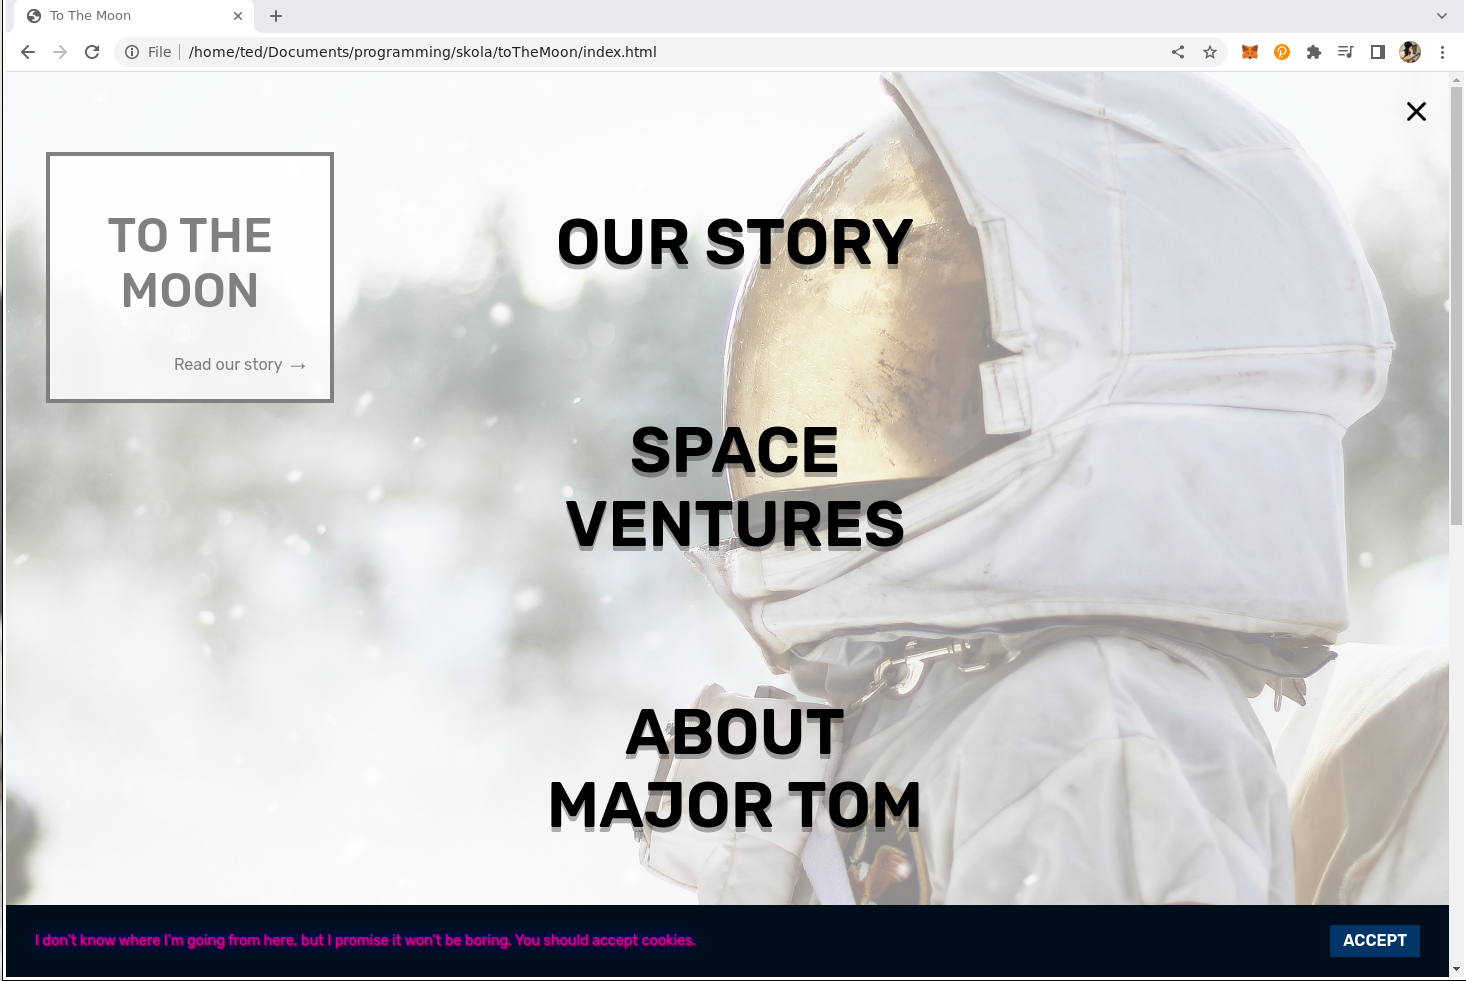 To The Moon
File
/home/ted/Documents/programming/skola/toTheMoon/index.html
TO THE
MOON
Read our story →
OUR STORY
SPACE
VENTURES
ABOUT
MAJOR TOM
I don't know where I'm going from here, but I promise it won't be boring. You should accept cookies.
ACCEPT